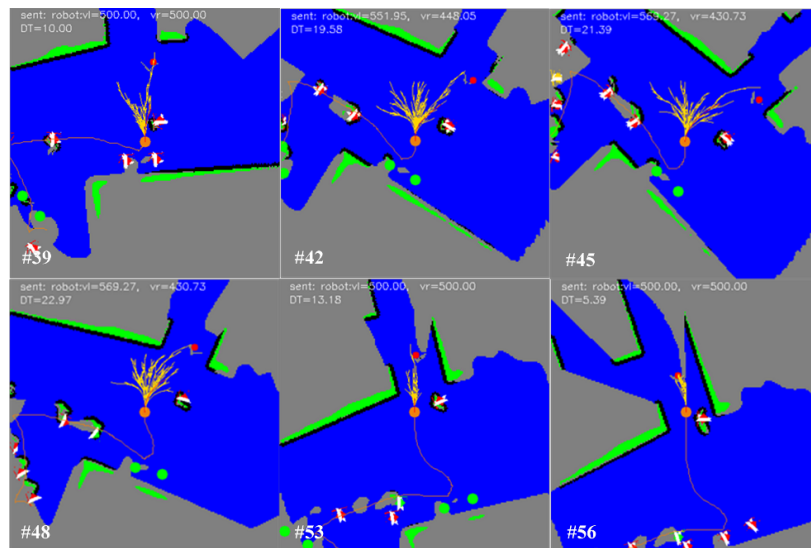 sent: robot:vl=500.00, vr=500.00
DT=10.00
#39
sent: robot:vl=551.95, vr=448.05
DT=19.58
#42
sent: robot:vl=569.27, vr=430.73
DT=21.39
#45
sent: robot:vl=569.27, vr=430.73
DT=22.97
#48
sent: robot:vl=500.00, vr=500.00
DT=13.18
#53
sent: robot:vl=500.00, vr=500.00
DT=5.39
#56